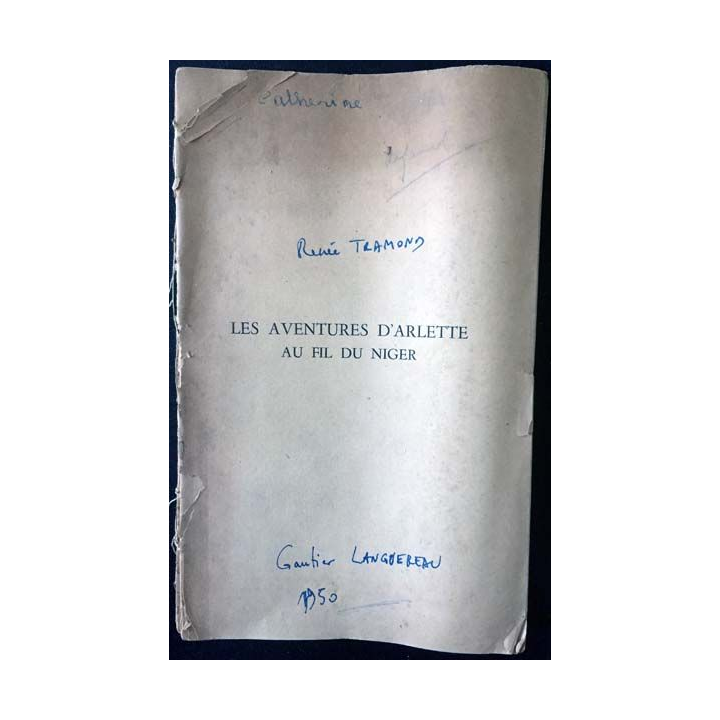 Catherine
Renée TRAMOND
LES AVENTURES D'ARLETTE
AU FIL DU NIGER
Gautier LANGUEREAU
1950